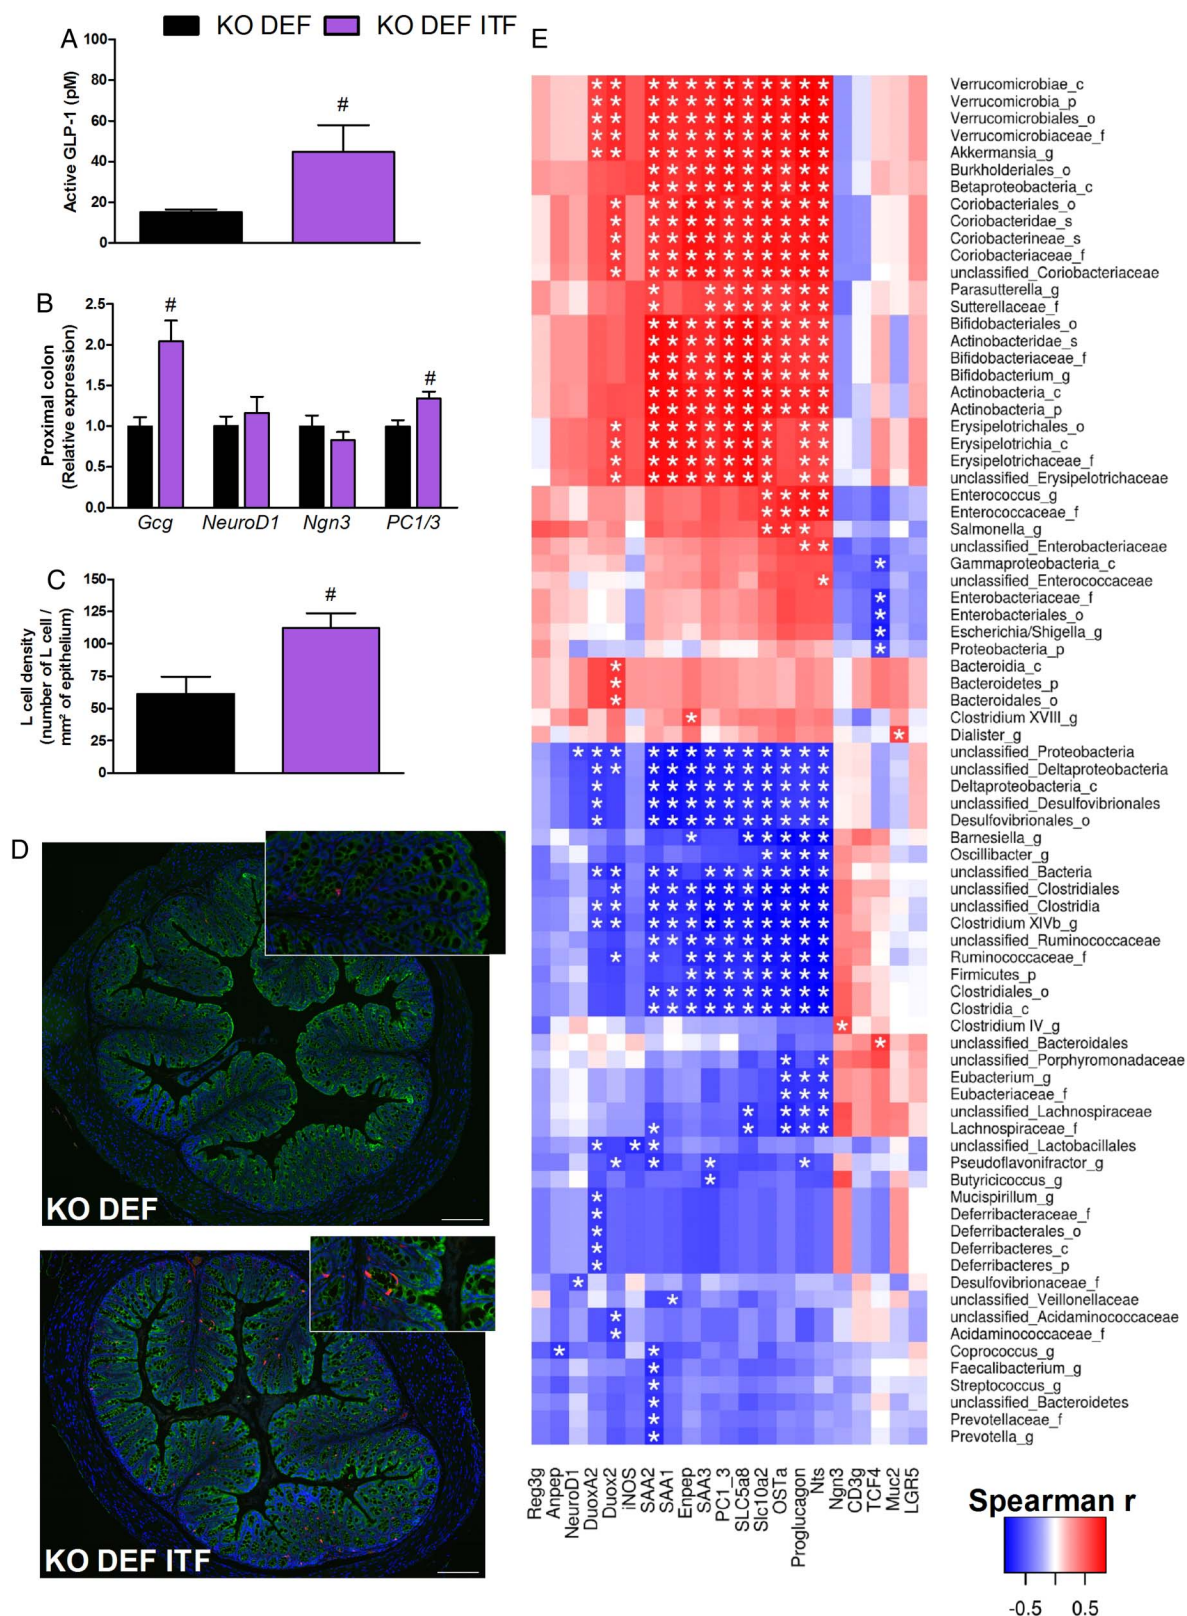 A
KO DEF
KO DEF ITF
Active GLP-1 (pM)
100
80
60
40
20
0
#
B
Proximal colon
(Relative expression)
2.5
2.0
1.5
1.0
0.5
0.0
#
#
Gcg
NeuroD1
Ngn3
PC1/3
C
L cell density
(number of L cell /
mm² of epithelium)
150
125
100
75
50
25
0
#
D
KO DEF
KO DEF ITF
E
Verrucomicrobiae_c
Verrucomicrobia_p
Verrucomicrobiales_o
Verrucomicrobiaceae_f
Akkermansia_g
Burkholderiales_o
Betaproteobacteria_c
Coriobacteriales_o
Coriobacteridae_s
Coriobacterineae_s
Coriobacteriaceae_f
unclassified_Coriobacteriaceae
Parasutterella_g
Sutterellaceae_f
Bifidobacteriales_o
Actinobacteridae_s
Bifidobacteriaceae_f
Bifidobacterium_g
Actinobacteria_c
Actinobacteria_p
Erysipelotrichales_o
Erysipelotrichia_c
Erysipelotrichaceae_f
unclassified_Erysipelotrichaceae
Enterococcus_g
Enterococcaceae_f
Salmonella_g
unclassified_Enterobacteriaceae
Gammaproteobacteria_c
unclassified_Enterococcaceae
Enterobacteriaceae_f
Enterobacteriales_o
Escherichia/Shigella_g
Proteobacteria_p
Bacteroidia_c
Bacteroidetes_p
Bacteroidales_o
Clostridium XVIII_g
Dialister_g
unclassified_Proteobacteria
unclassified_Deltaproteobacteria
Deltaproteobacteria_c
unclassified_Desulfovibrionales
Desulfovibrionales_o
Barnesiella_g
Oscillibacter_g
unclassified_Bacteria
unclassified_Clostridiales
unclassified_Clostridia
Clostridium XIVb_g
unclassified_Ruminococcaceae
Ruminococcaceae_f
Firmicutes_p
Clostridiales_o
Clostridia_c
Clostridium IV_g
unclassified_Bacteroidales
unclassified_Porphyromonadaceae
Eubacterium_g
Eubacteriaceae_f
unclassified_Lachnospiraceae
Lachnospiraceae_f
unclassified_Lactobacillales
Pseudoflavonifractor_g
Butyricicoccus_g
Mucispirillum_g
Deferribacteraceae_f
Deferribacterales_o
Deferribacteres_c
Deferribacteres_p
Desulfovibrionaceae_f
unclassified_Veillonellaceae
unclassified_Acidaminococcaceae
Acidaminococcaceae_f
Coprococcus_g
Faecalibacterium_g
Streptococcus_g
unclassified_Bacteroidetes
Prevotellaceae_f
Prevotella_g
Reg3g
Anpep
NeuroD1
DuoxA2
Duox2
iNOS
SAA2
SAA1
Enpep
SAA3
PC1_3
SLC5a8
Slc10a2
OSTa
Proglucagon
Nts
Ngn3
CD3g
TCF4
Muc2
LGR5
Spearman r
-0.5
0.5